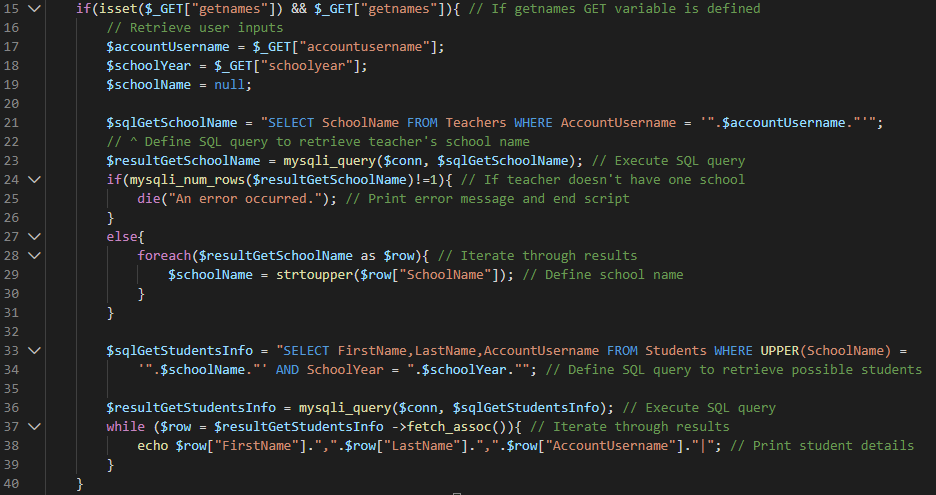 15 if(isset($_GET["getnames"]) && $_GET["getnames"]){ // If getnames GET variable is defined
16 // Retrieve user inputs
17 $accountUsername = $_GET["accountusername"];
18 $schoolYear = $_GET["schoolyear"];
19 $schoolName = null;
20
21 $sqlGetSchoolName = "SELECT SchoolName FROM Teachers WHERE AccountUsername = '".$accountUsername."'";
22 // ^ Define SQL query to retrieve teacher's school name
23 $resultGetSchoolName = mysqli_query($conn, $sqlGetSchoolName); // Execute SQL query
24 if(mysqli_num_rows($resultGetSchoolName)!=1){ // If teacher doesn't have one school
25 die("An error occurred."); // Print error message and end script
26 }
27 else{
28 foreach($resultGetSchoolName as $row){ // Iterate through results
29 $schoolName = strtoupper($row["SchoolName"]); // Define school name
30 }
31 }
32
33 $sqlGetStudentsInfo = "SELECT FirstName,LastName,AccountUsername FROM Students WHERE UPPER(SchoolName) =
34 '".$schoolName."' AND SchoolYear = ".$schoolYear.""; // Define SQL query to retrieve possible students
35
36 $resultGetStudentsInfo = mysqli_query($conn, $sqlGetStudentsInfo); // Execute SQL query
37 while ($row = $resultGetStudentsInfo ->fetch_assoc()){ // Iterate through results
38 echo $row["FirstName"].",".$row["LastName"].",".$row["AccountUsername"]."|"; // Print student details
39 }
40 }